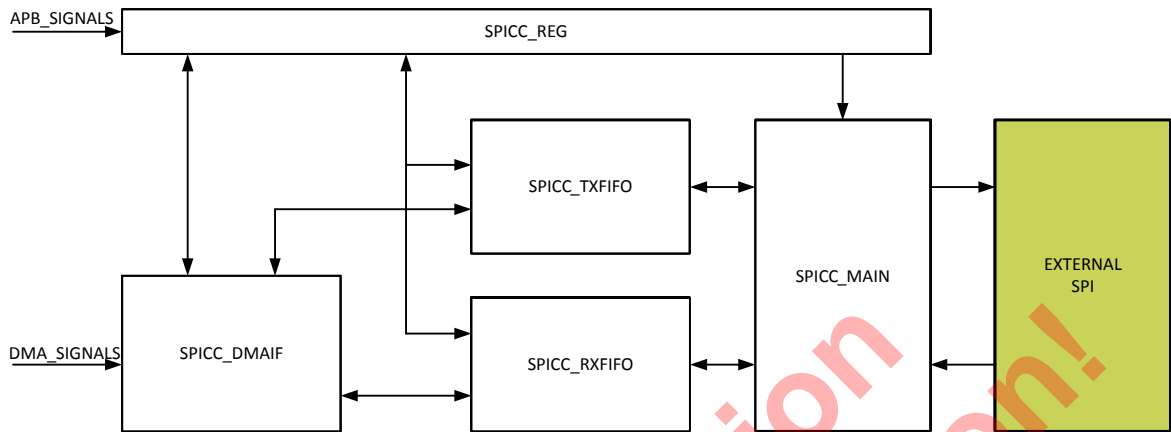 APB_SIGNALS
SPICC_REG
SPICC_TXFIFO
SPICC_MAIN
EXTERNAL
SPI
DMA_SIGNALS
SPICC_DMAIF
SPICC_RXFIFO